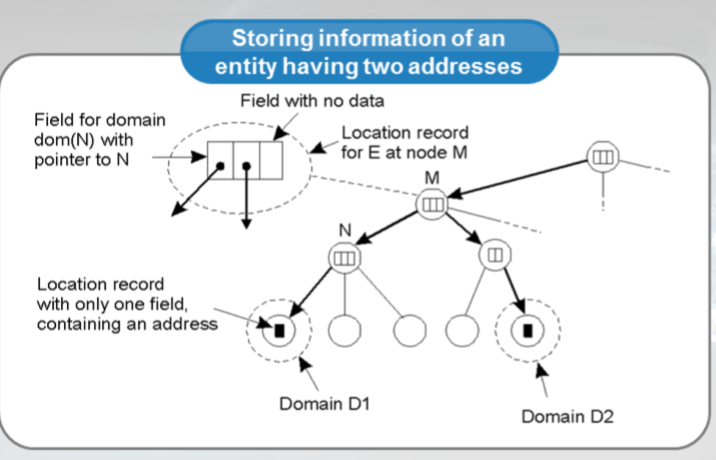 Storing information of an
entity having two addresses
Field with no data
Field for domain
dom(N) with
pointer to N
Location record
for E at node M
M
N
Location record
with only one field,
containing an address
Domain D1
Domain D2